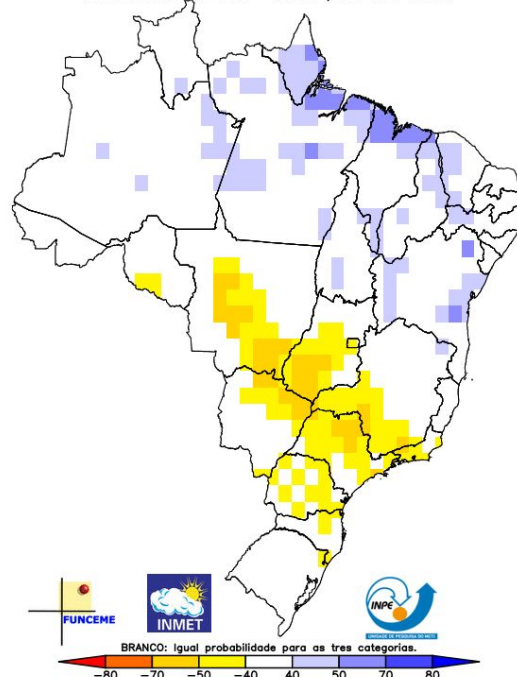 FUNCEME
INMET
INPE
UNIDADE DE PESQUISA DO MCTI
BRANCO: Igual probabilidade para as tres categorias.
-80 -70 -50 -40 40 50 70 80